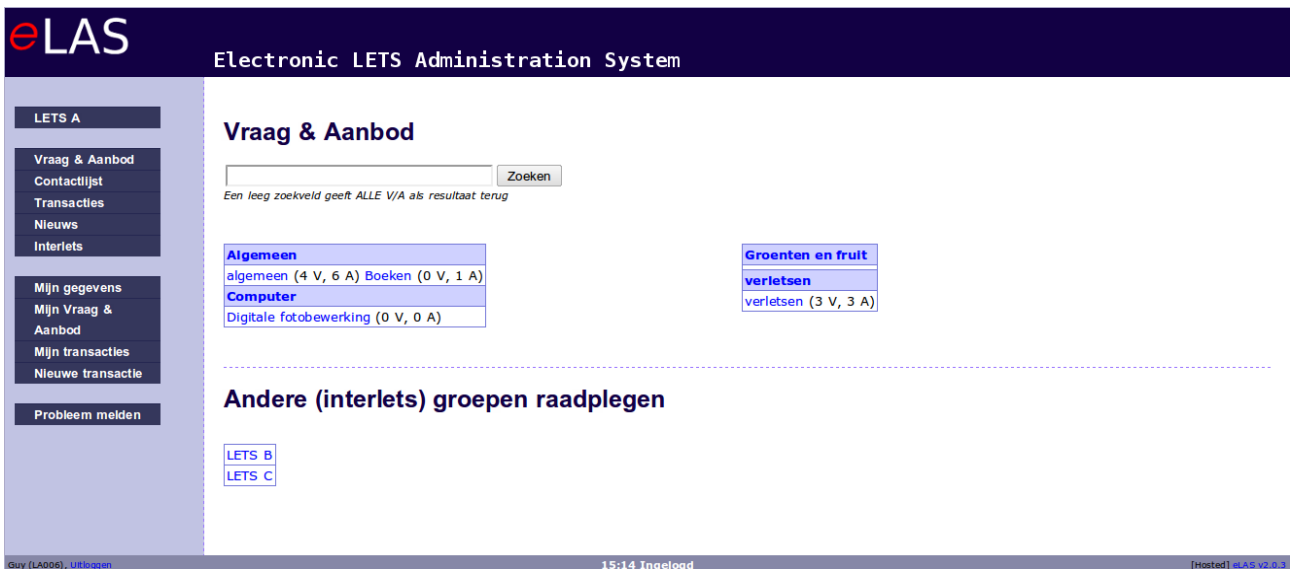 eLAS
Electronic LETS Administration System
LETS A
Vraag & Aanbod
Contactlijst
Transacties
Nieuws
Interlets
Mijn gegevens
Mijn Vraag &
Aanbod
Mijn transacties
Nieuwe transactie
Probleem melden
Vraag & Aanbod
Zoeken
Een leeg zoekveld geeft ALLE V/A als resultaat terug
Algemeen
algemeen (4 V, 6 A) Boeken (0 V, 1 A)
Computer
Digitale fotobewerking (0 V, 0 A)
Groenten en fruit
verletsen
verletsen (3 V, 3 A)
Andere (interlets) groepen raadplegen
LETS B
LETS C
Guy (LA006), Uitloggen
15:14 Ingelogd
[Hosted] eLAS v2.0.3